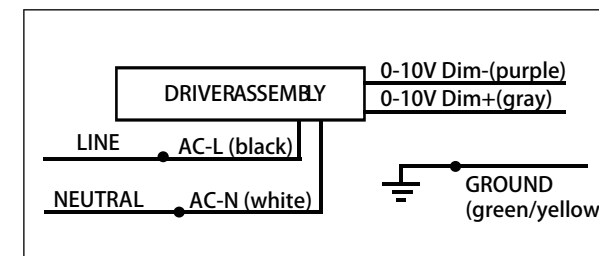 0-10V Dim-(purple)
DRIVERASSEMBLY
0-10V Dim+(gray)
LINE
AC-L (black)
NEUTRAL
AC-N (white)
GROUND
(green/yellow